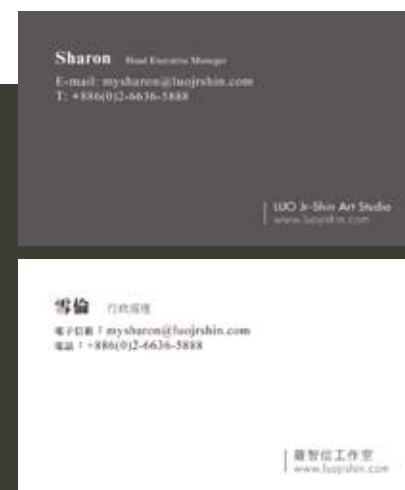 Sharon Head Executive Manager
E-mail: mysharon@luojrshin.com
T: +886(0)2-6636-5888
LUO Jr-Shin Art Studio
www.luojrshin.com
雪倫 行政經理
電子信箱：mysharon@luojrshin.com
電話：+886(0)2-6636-5888
羅智信工作室
www.luojrshin.com